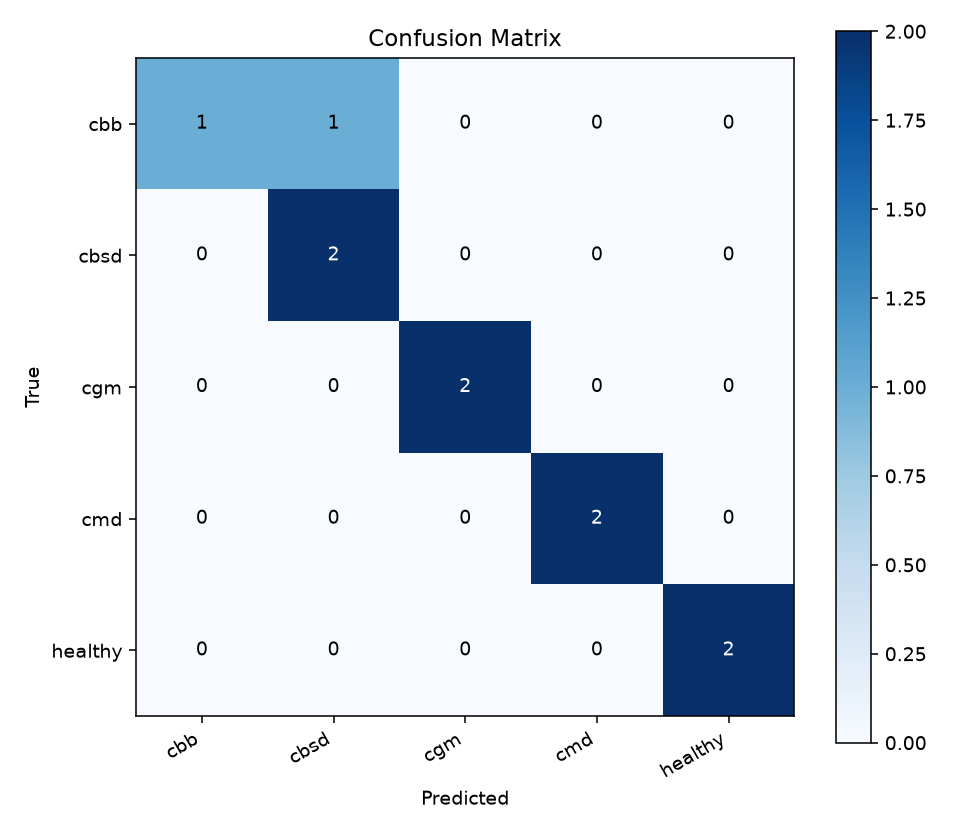 Confusion Matrix
True
cbb 1 1 0 0 0
cbsd 0 2 0 0 0
cgm 0 0 2 0 0
cmd 0 0 0 2 0
healthy 0 0 0 0 2
cbb cbsd cgm cmd healthy
Predicted
2.00
1.75
1.50
1.25
1.00
0.75
0.50
0.25
0.00